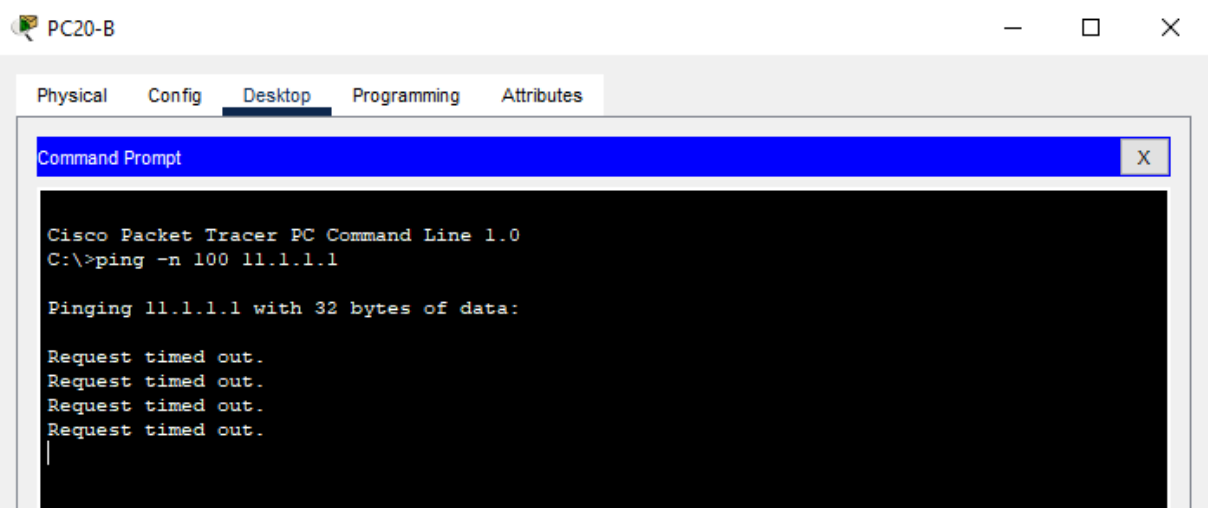 PC20-B
Physical Config Desktop Programming Attributes
Command Prompt
X
Cisco Packet Tracer PC Command Line 1.0
C:\>ping -n 100 11.1.1.1
Pinging 11.1.1.1 with 32 bytes of data:
Request timed out.
Request timed out.
Request timed out.
Request timed out.